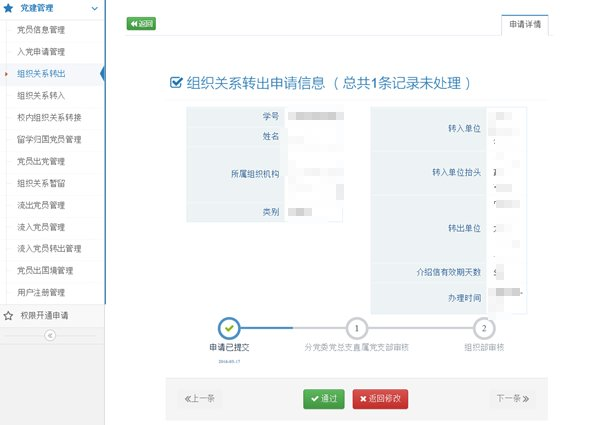 党建管理
党员信息管理
入党申请管理
组织关系转出
组织关系转入
校内组织关系转接
留学归国党员管理
党员出党管理
组织关系暂留
流出党员管理
流入党员管理
流入党员转出管理
党员出国境管理
用户注册管理
权限开通申请
返回
申请详情
组织关系转出申请信息 ( 总共1条记录未处理 )
学号
姓名
所属组织机构
类别
转入单位
转入单位抬头
转出单位
介绍信有效期天数
办理时间
1
2
申请已提交
分党委党总支直属党支部审核
组织部审核
上一条
通过
返回修改
下一条